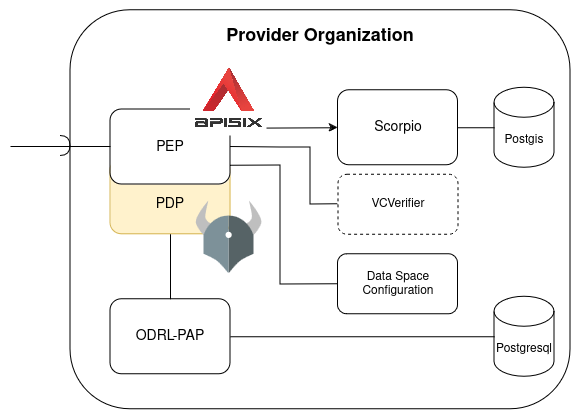 Provider Organization
APISIX
PEP
Scorpio
Postgis
PDP
VCVerifier
Data Space
Configuration
ODRL-PAP
Postgresql